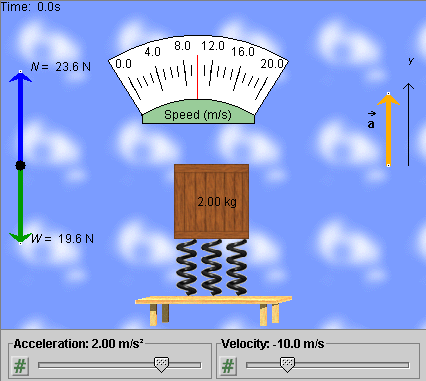 Time: 0.0s
0.0 4.0 8.0 12.0 16.0 20.0
Speed (m/s)
N = 23.6 N
y
a
2.00 kg
W = 19.6 N
Acceleration: 2.00 m/s²
Velocity: -10.0 m/s
#
#